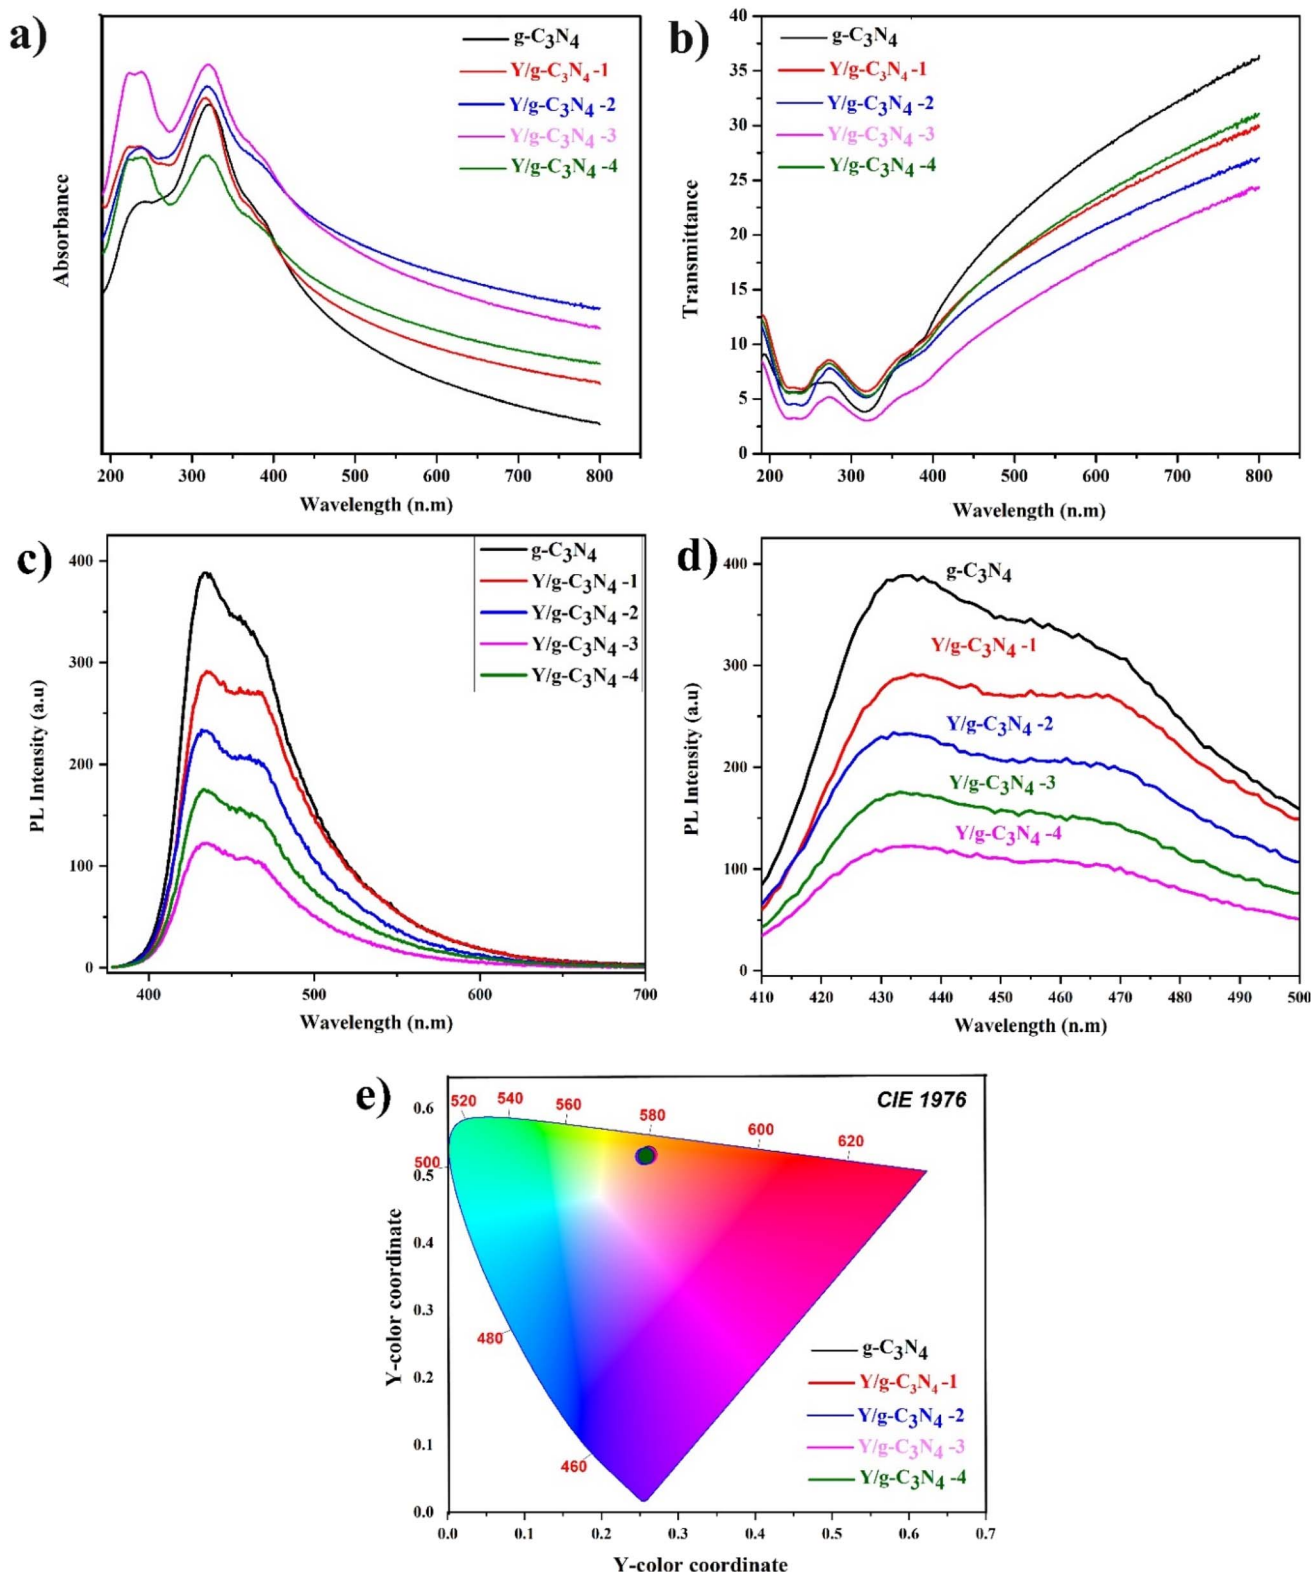 a)
g-C₃N₄
Y/g-C₃N₄ -1
Y/g-C₃N₄ -2
Y/g-C₃N₄ -3
Y/g-C₃N₄ -4
Absorbance
200 300 400 500 600 700 800
Wavelength (n.m)
b)
40
35
30
25
20
15
10
5
0
g-C₃N₄
Y/g-C₃N₄ -1
Y/g-C₃N₄ -2
Y/g-C₃N₄ -3
Y/g-C₃N₄ -4
Transmittance
200 300 400 500 600 700 800
Wavelength (n.m)
c)
400
300
200
100
0
g-C₃N₄
Y/g-C₃N₄ -1
Y/g-C₃N₄ -2
Y/g-C₃N₄ -3
Y/g-C₃N₄ -4
PL Intensity (a.u)
400 500 600 700
Wavelength (n.m)
d)
400
300
200
100
0
g-C₃N₄
Y/g-C₃N₄ -1
Y/g-C₃N₄ -2
Y/g-C₃N₄ -3
Y/g-C₃N₄ -4
PL Intensity (a.u)
410 420 430 440 450 460 470 480 490 500
Wavelength (n.m)
e)
CIE 1976
0.6
0.5
0.4
0.3
0.2
0.1
0.0
520 540 560 580 600 620
500
480
460
Y-color coordinate
g-C₃N₄
Y/g-C₃N₄ -1
Y/g-C₃N₄ -2
Y/g-C₃N₄ -3
Y/g-C₃N₄ -4
0.0 0.1 0.2 0.3 0.4 0.5 0.6 0.7
Y-color coordinate